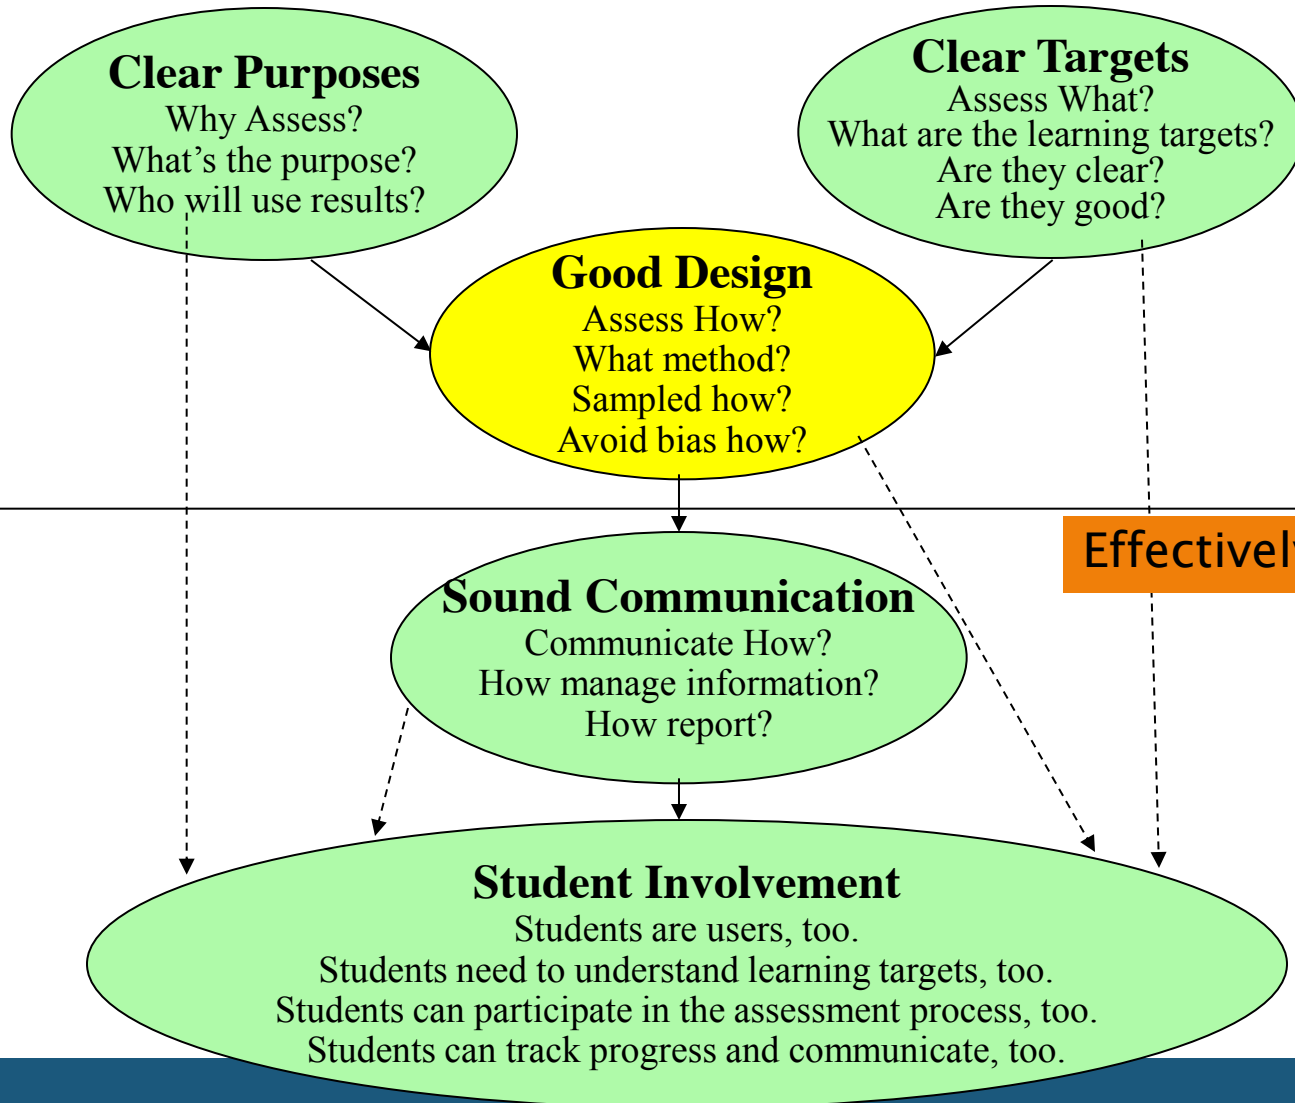 Clear Purposes
Why Assess?
What’s the purpose?
Who will use results?
Clear Targets
Assess What?
What are the learning targets?
Are they clear?
Are they good?
Good Design
Assess How?
What method?
Sampled how?
Avoid bias how?
Effectively
Sound Communication
Communicate How?
How manage information?
How report?
Student Involvement
Students are users, too.
Students need to understand learning targets, too.
Students can participate in the assessment process, too.
Students can track progress and communicate, too.